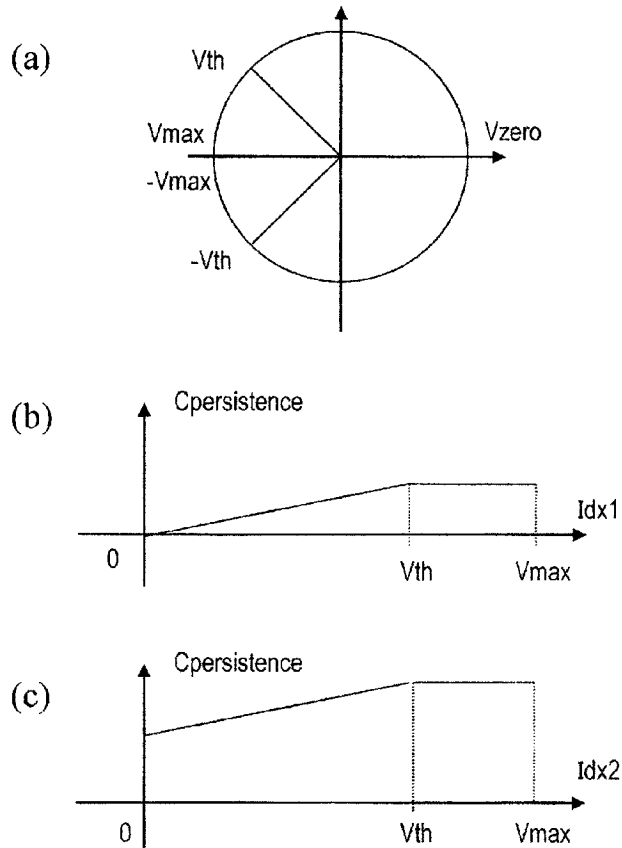 (a)
Vth
Vmax
Vzero
-Vmax
-Vth
(b)
Cpersistence
Idx1
0
Vth
Vmax
(c)
Cpersistence
Idx2
0
Vth
Vmax